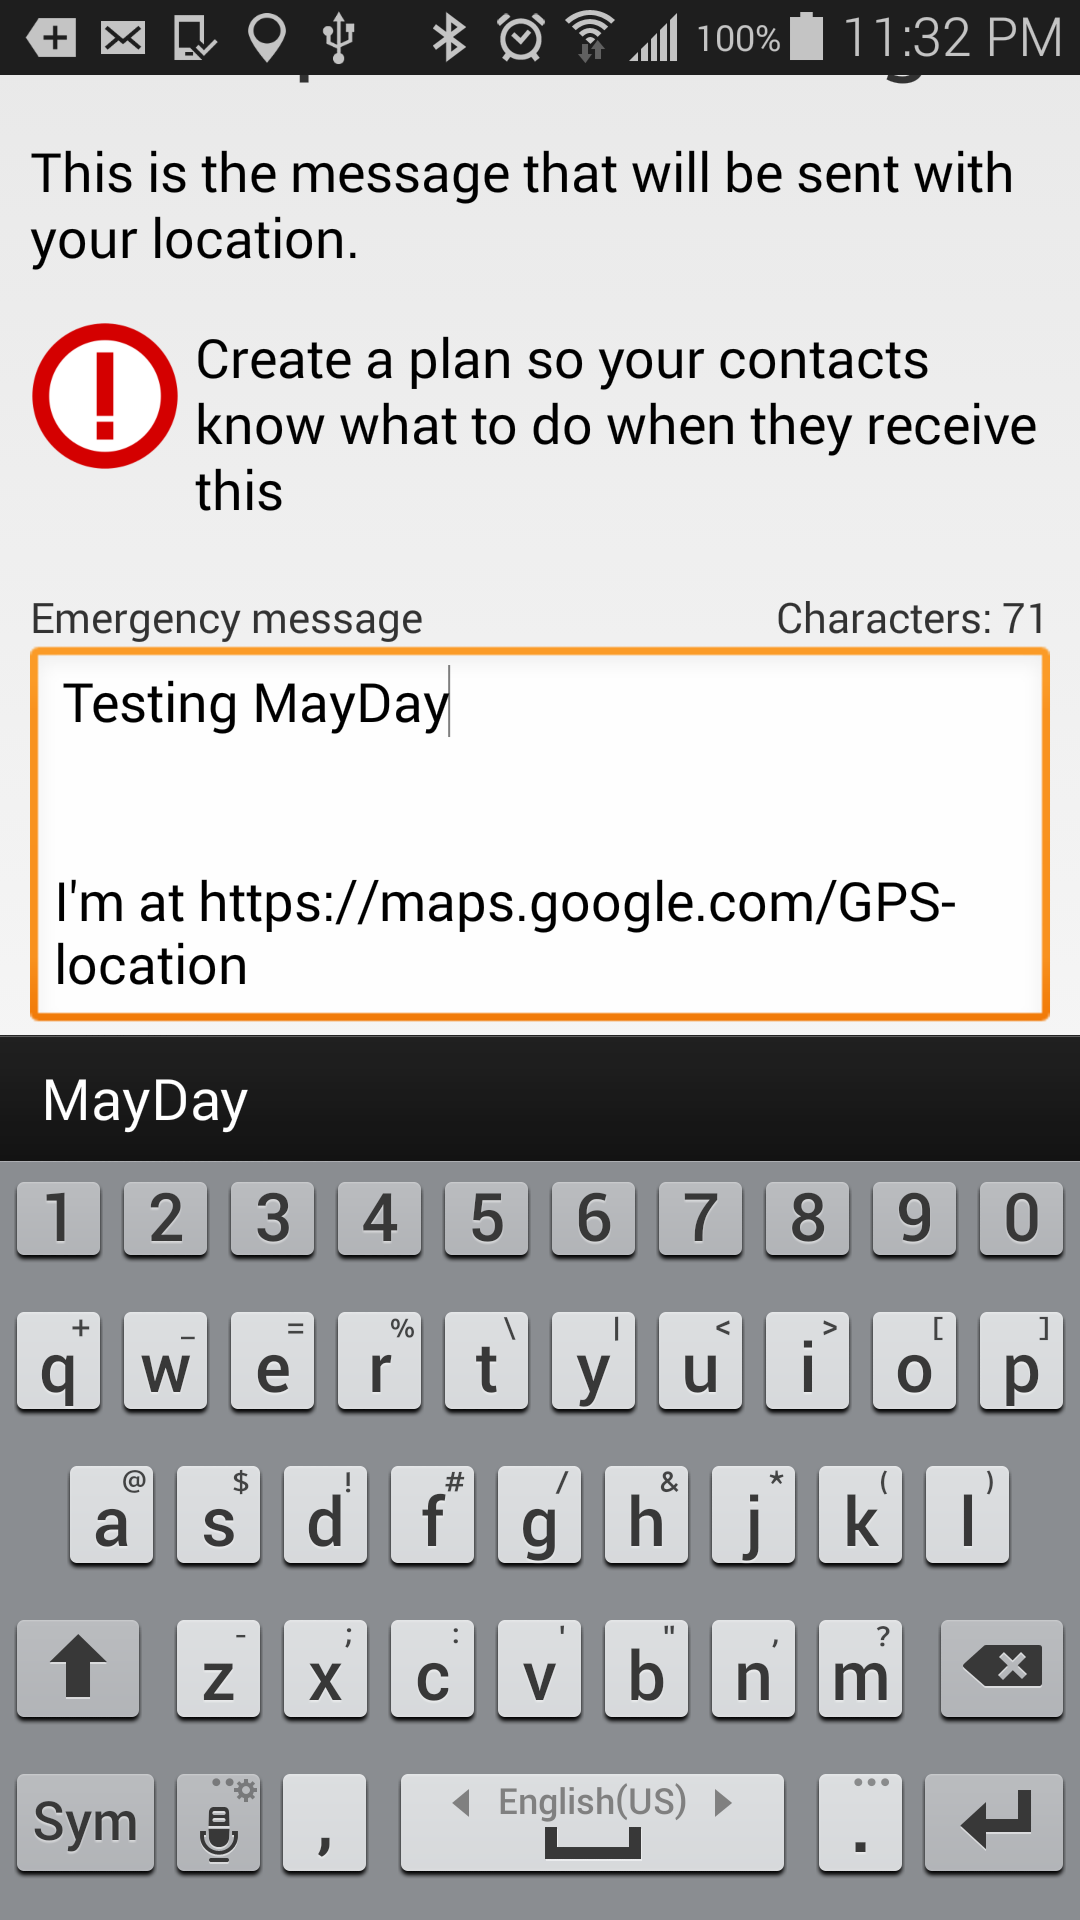 100% 11:32 PM
This is the message that will be sent with
your location.
Create a plan so your contacts
know what to do when they receive
this
Emergency message Characters: 71
Testing MayDay
I'm at https://maps.google.com/GPS-
location
MayDay
1 2 3 4 5 6 7 8 9 0
+ _ = % \ | < > [ ]
q w e r t y u i o p
@ $ ! # / & * ( )
a s d f g h j k l
- ; : ' " , ?
z x c v b n m
Sym , English(US) .